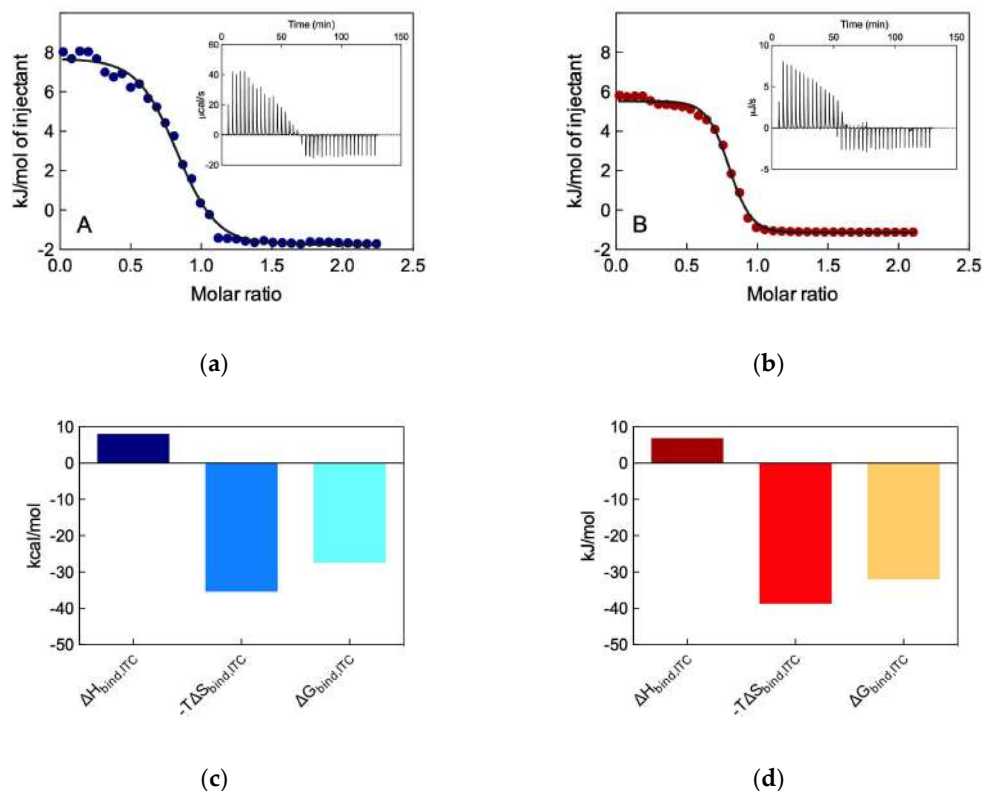 Time (min)
0 50 100 150
60
40
20
0
-20
µcal/s
8
6
4
2
0
-2
kJ/mol of injectant
A
0.0 0.5 1.0 1.5 2.0 2.5
Molar ratio
(a)
Time (min)
0 50 100 150
10
5
0
-5
µJ/s
8
6
4
2
0
-2
kJ/mol of injectant
B
0.0 0.5 1.0 1.5 2.0 2.5
Molar ratio
(b)
10
0
-10
-20
-30
-40
-50
kcal/mol
ΔHbind,ITC
-TΔSbind,ITC
ΔGbind,ITC
(c)
10
0
-10
-20
-30
-40
-50
kJ/mol
ΔHbind,ITC
-TΔSbind,ITC
ΔGbind,ITC
(d)